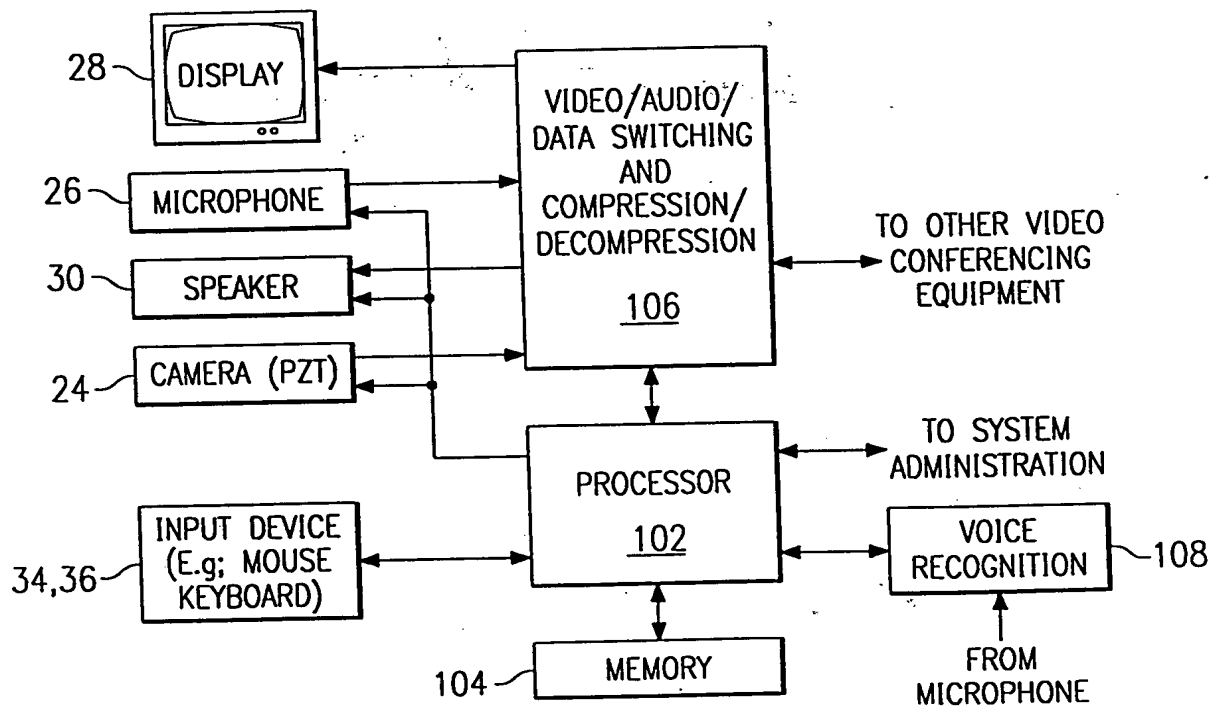 28
DISPLAY
26
MICROPHONE
30
SPEAKER
24
CAMERA (PZT)
34,36
INPUT DEVICE
(E.g; MOUSE
KEYBOARD)
VIDEO/AUDIO/
DATA SWITCHING
AND
COMPRESSION/
DECOMPRESSION
106
TO OTHER VIDEO
CONFERENCING
EQUIPMENT
PROCESSOR
102
TO SYSTEM
ADMINISTRATION
VOICE
RECOGNITION
108
FROM
MICROPHONE
104
MEMORY